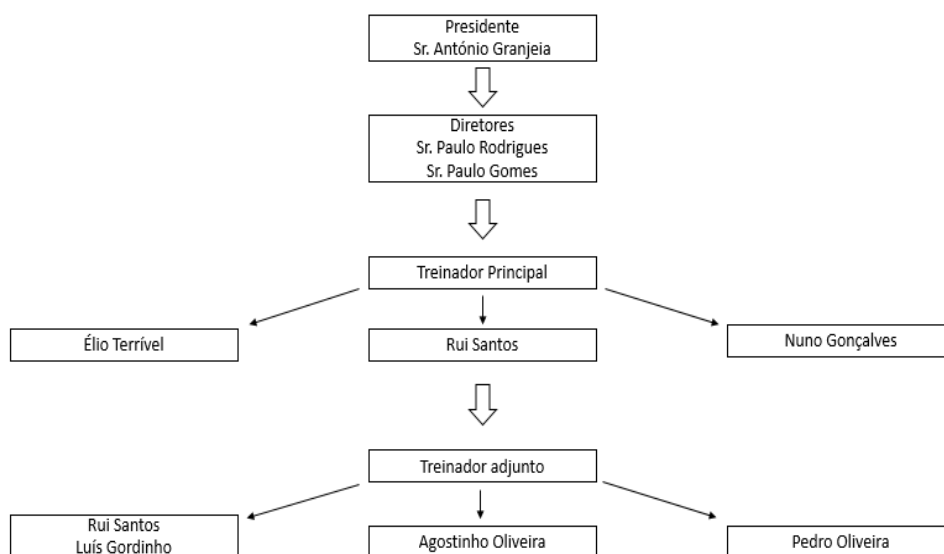 Presidente
Sr. António Granjeia
Diretores
Sr. Paulo Rodrigues
Sr. Paulo Gomes
Treinador Principal
Élio Terrível
Rui Santos
Nuno Gonçalves
Treinador adjunto
Rui Santos
Luís Gordinho
Agostinho Oliveira
Pedro Oliveira